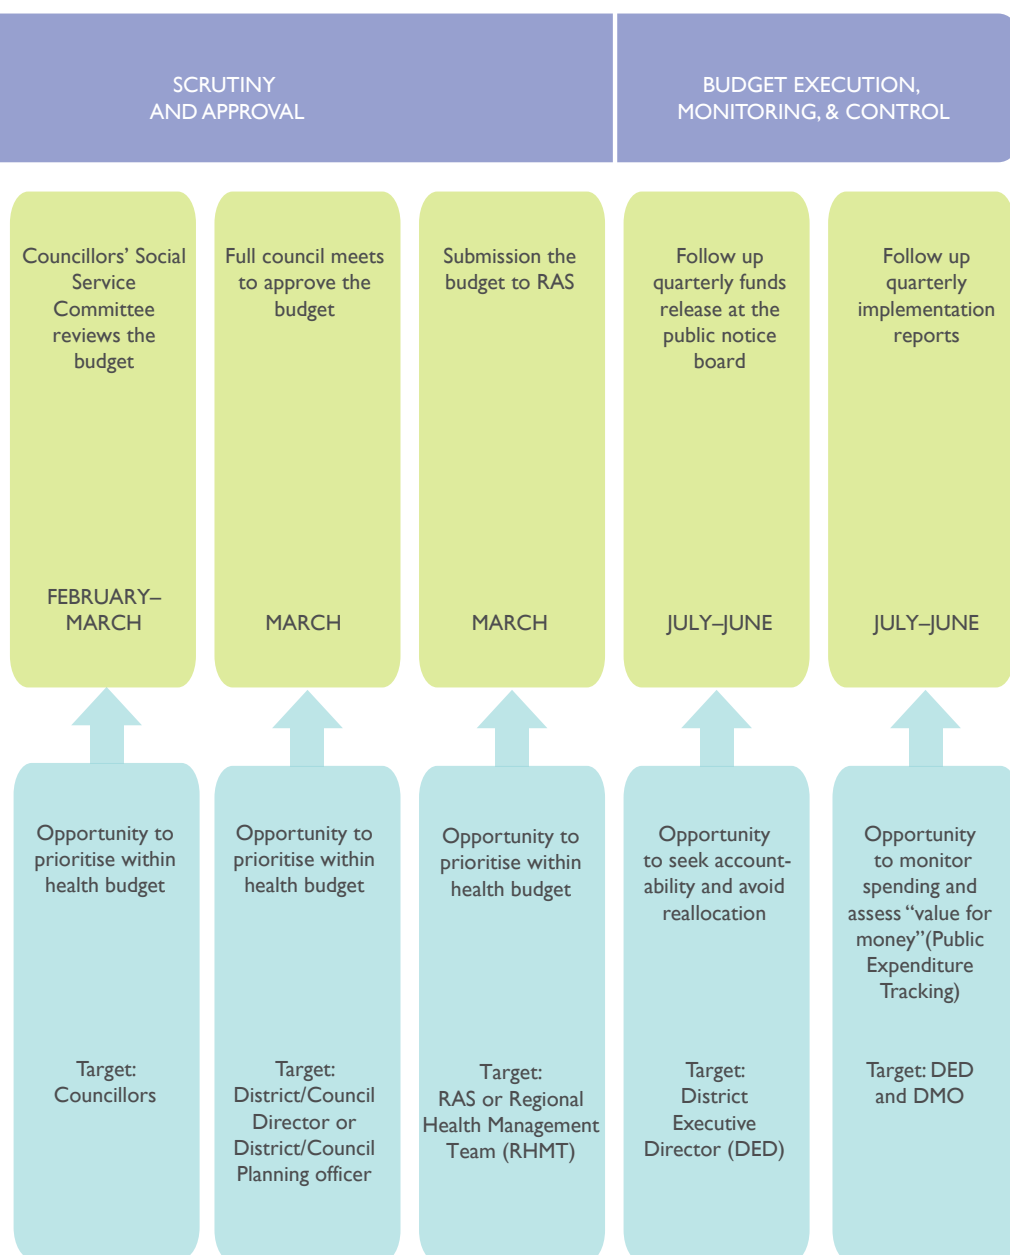 SCRUTINY
AND APPROVAL
BUDGET EXECUTION,
MONITORING, & CONTROL
Councillors' Social
Service
Committee
reviews the
budget
FEBRUARY–
MARCH
Full council meets
to approve the
budget
MARCH
Submission the
budget to RAS
MARCH
Follow up
quarterly funds
release at the
public notice
board
JULY–JUNE
Follow up
quarterly
implementation
reports
JULY–JUNE
Opportunity to
prioritise within
health budget
Target:
Councillors
Opportunity to
prioritise within
health budget
Target:
District/Council
Director or
District/Council
Planning officer
Opportunity to
prioritise within
health budget
Target:
RAS or Regional
Health Management
Team (RHMT)
Opportunity
to seek account-
ability and avoid
reallocation
Target:
District
Executive
Director (DED)
Opportunity
to monitor
spending and
assess “value for
money”(Public
Expenditure
Tracking)
Target: DED
and DMO